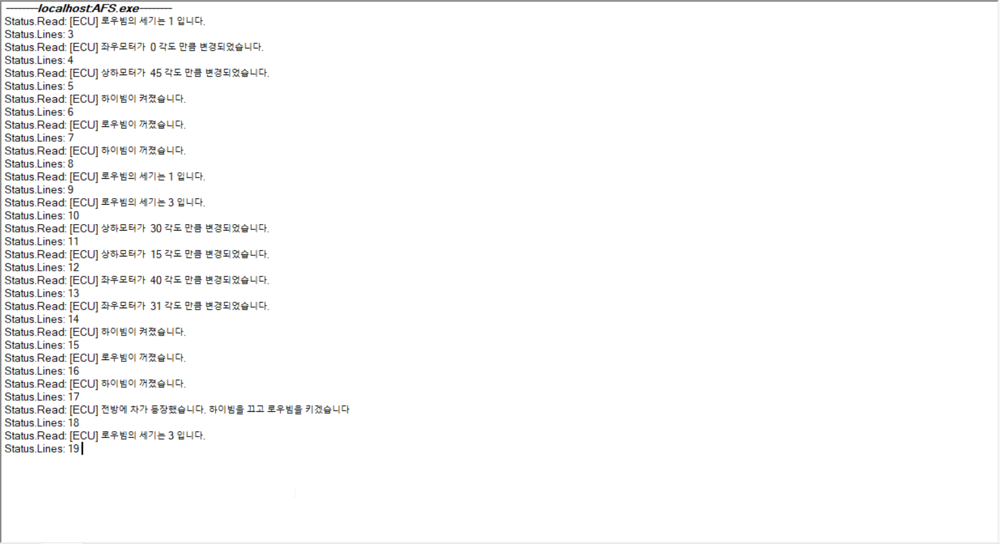 --------localhost:AFS.exe--------
Status.Read: [ECU] 로우빔의 세기는 1 입니다.
Status.Lines: 3
Status.Read: [ECU] 좌우모터가  0 각도 만큼 변경되었습니다.
Status.Lines: 4
Status.Read: [ECU] 상하모터가  45 각도 만큼 변경되었습니다.
Status.Lines: 5
Status.Read: [ECU] 하이빔이 켜졌습니다.
Status.Lines: 6
Status.Read: [ECU] 로우빔이 꺼졌습니다.
Status.Lines: 7
Status.Read: [ECU] 하이빔이 꺼졌습니다.
Status.Lines: 8
Status.Read: [ECU] 로우빔의 세기는 1 입니다.
Status.Lines: 9
Status.Read: [ECU] 로우빔의 세기는 3 입니다.
Status.Lines: 10
Status.Read: [ECU] 상하모터가  30 각도 만큼 변경되었습니다.
Status.Lines: 11
Status.Read: [ECU] 상하모터가  15 각도 만큼 변경되었습니다.
Status.Lines: 12
Status.Read: [ECU] 좌우모터가  40 각도 만큼 변경되었습니다.
Status.Lines: 13
Status.Read: [ECU] 좌우모터가  31 각도 만큼 변경되었습니다.
Status.Lines: 14
Status.Read: [ECU] 하이빔이 켜졌습니다.
Status.Lines: 15
Status.Read: [ECU] 로우빔이 꺼졌습니다.
Status.Lines: 16
Status.Read: [ECU] 하이빔이 꺼졌습니다.
Status.Lines: 17
Status.Read: [ECU] 전방에 차가 등장했습니다. 하이빔을 끄고 로우빔을 키겠습니다
Status.Lines: 18
Status.Read: [ECU] 로우빔의 세기는 3 입니다.
Status.Lines: 19